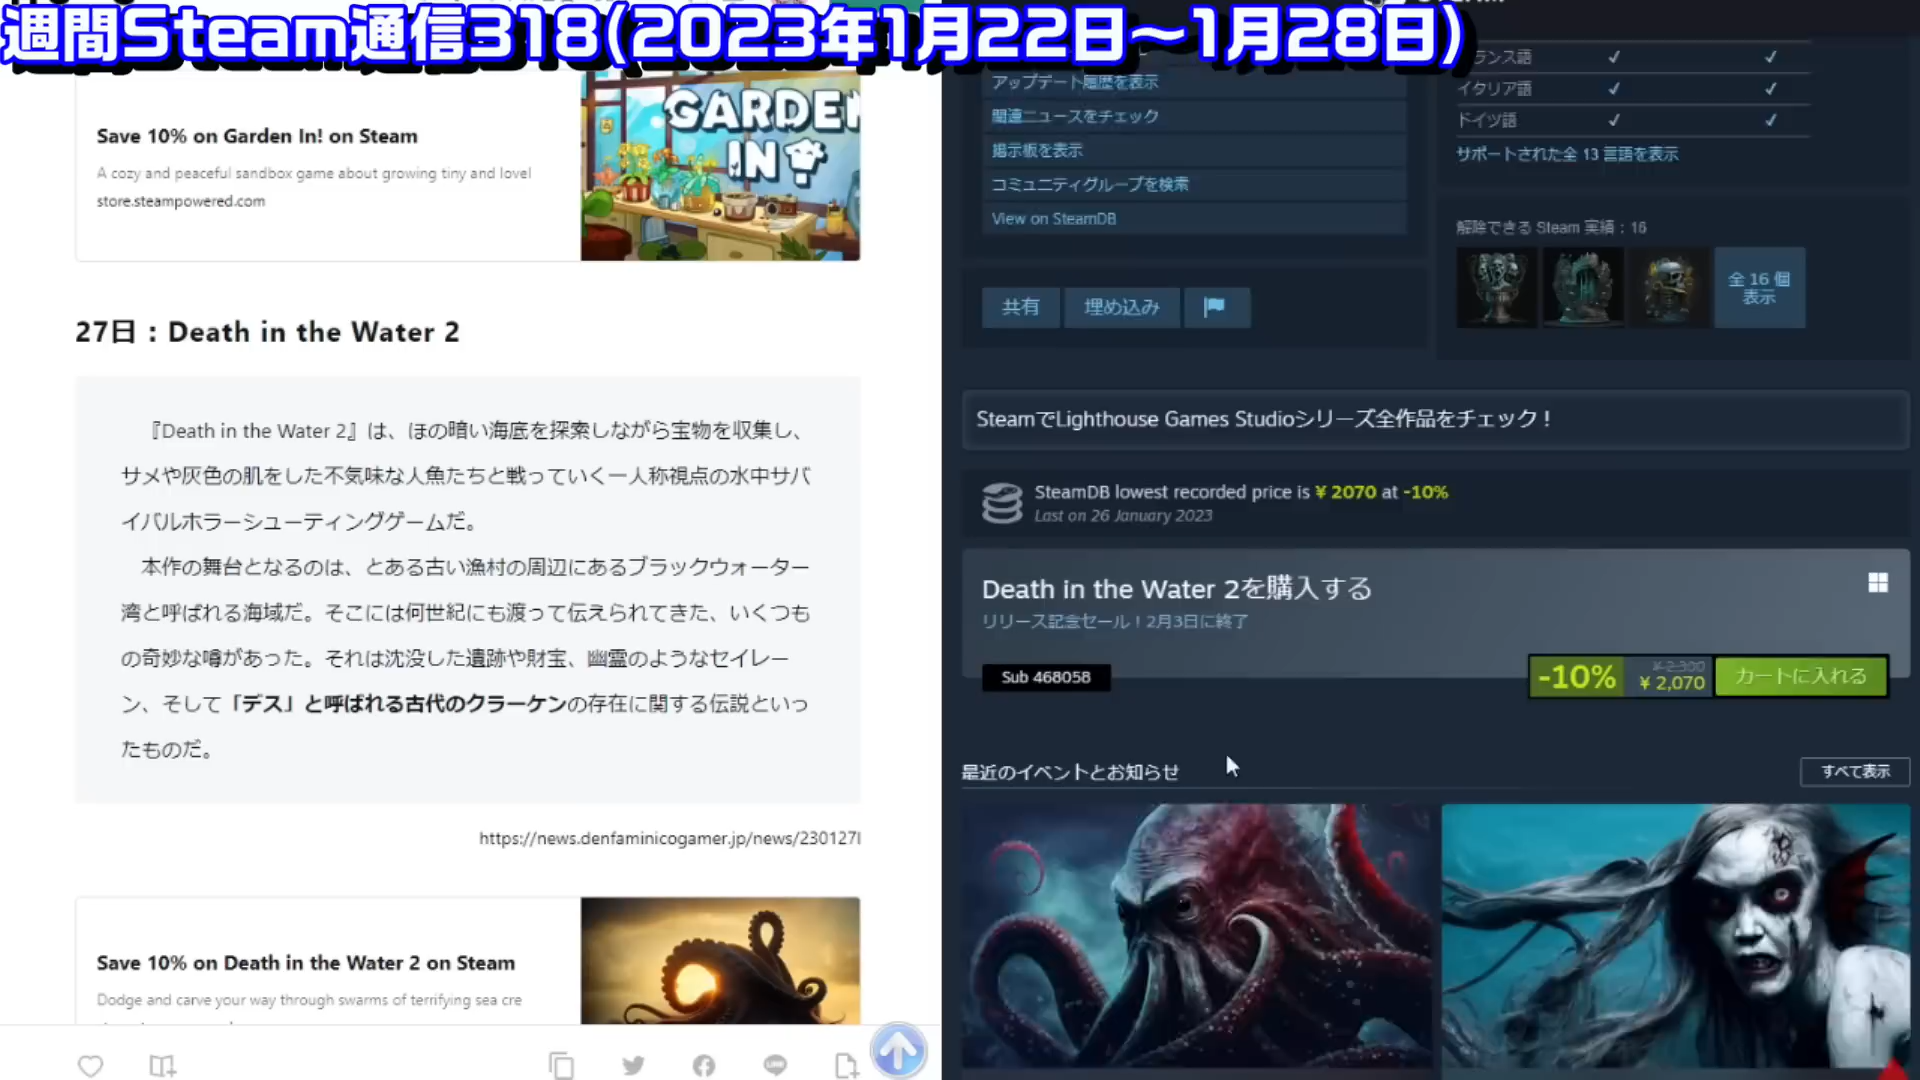 週間Steam通信318(2023年1月22日～1月28日)
Save 10% on Garden In! on Steam
A cozy and peaceful sandbox game about growing tiny and lovel
store.steampowered.com
GARDEN
IN
27日：Death in the Water 2
『Death in the Water 2』は、ほの暗い海底を探索しながら宝物を収集し、
サメや灰色の肌をした不気味な人魚たちと戦っていく一人称視点の水中サバ
イバルホラーシューティングゲームだ。
本作の舞台となるのは、とある古い漁村の周辺にあるブラックウォーター
湾と呼ばれる海域だ。そこには何世紀にも渡って伝えられてきた、いくつも
の奇妙な噂があった。それは沈没した遺跡や財宝、幽霊のようなセイレー
ン、そして「デス」と呼ばれる古代のクラーケンの存在に関する伝説といっ
たものだ。
https://news.denfaminicogamer.jp/news/230127l
Save 10% on Death in the Water 2 on Steam
Dodge and carve your way through swarms of terrifying sea cre
アップデート履歴を表示
関連ニュースをチェック
掲示板を表示
コミュニティグループを検索
View on SteamDB
共有
埋め込み
ランス語 ✓ ✓
イタリア語 ✓ ✓
ドイツ語 ✓ ✓
サポートされた全 13 言語を表示
解除できる Steam 実績：16
全 16 個
表示
SteamでLighthouse Games Studioシリーズ全作品をチェック！
SteamDB lowest recorded price is ¥ 2070 at -10%
Last on 26 January 2023
Death in the Water 2を購入する
リリース記念セール！2月3日に終了
Sub 468058
-10%
¥ 2,300
¥ 2,070
カートに入れる
最近のイベントとお知らせ
すべて表示